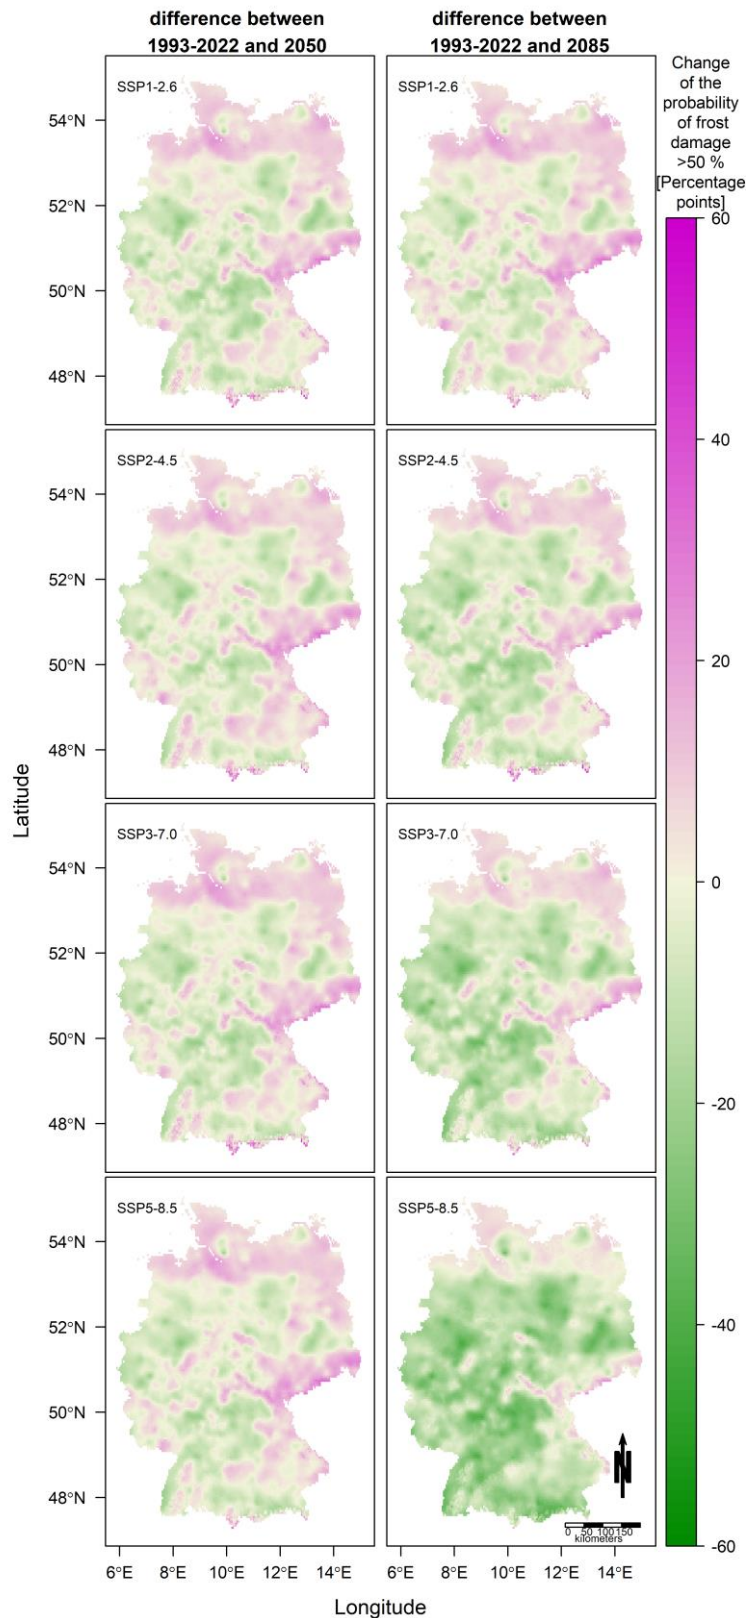 difference between
1993-2022 and 2050
difference between
1993-2022 and 2085
Change
of the
probability
of frost
damage
>50 %
[Percentage
points]
SSP1-2.6
SSP1-2.6
54°N
52°N
50°N
48°N
SSP2-4.5
SSP2-4.5
54°N
52°N
50°N
48°N
SSP3-7.0
SSP3-7.0
54°N
52°N
50°N
48°N
SSP5-8.5
SSP5-8.5
54°N
52°N
50°N
48°N
Latitude
60
40
20
0
-20
-40
-60
N
0 50 100 150
kilometers
6°E 8°E 10°E 12°E 14°E
6°E 8°E 10°E 12°E 14°E
Longitude